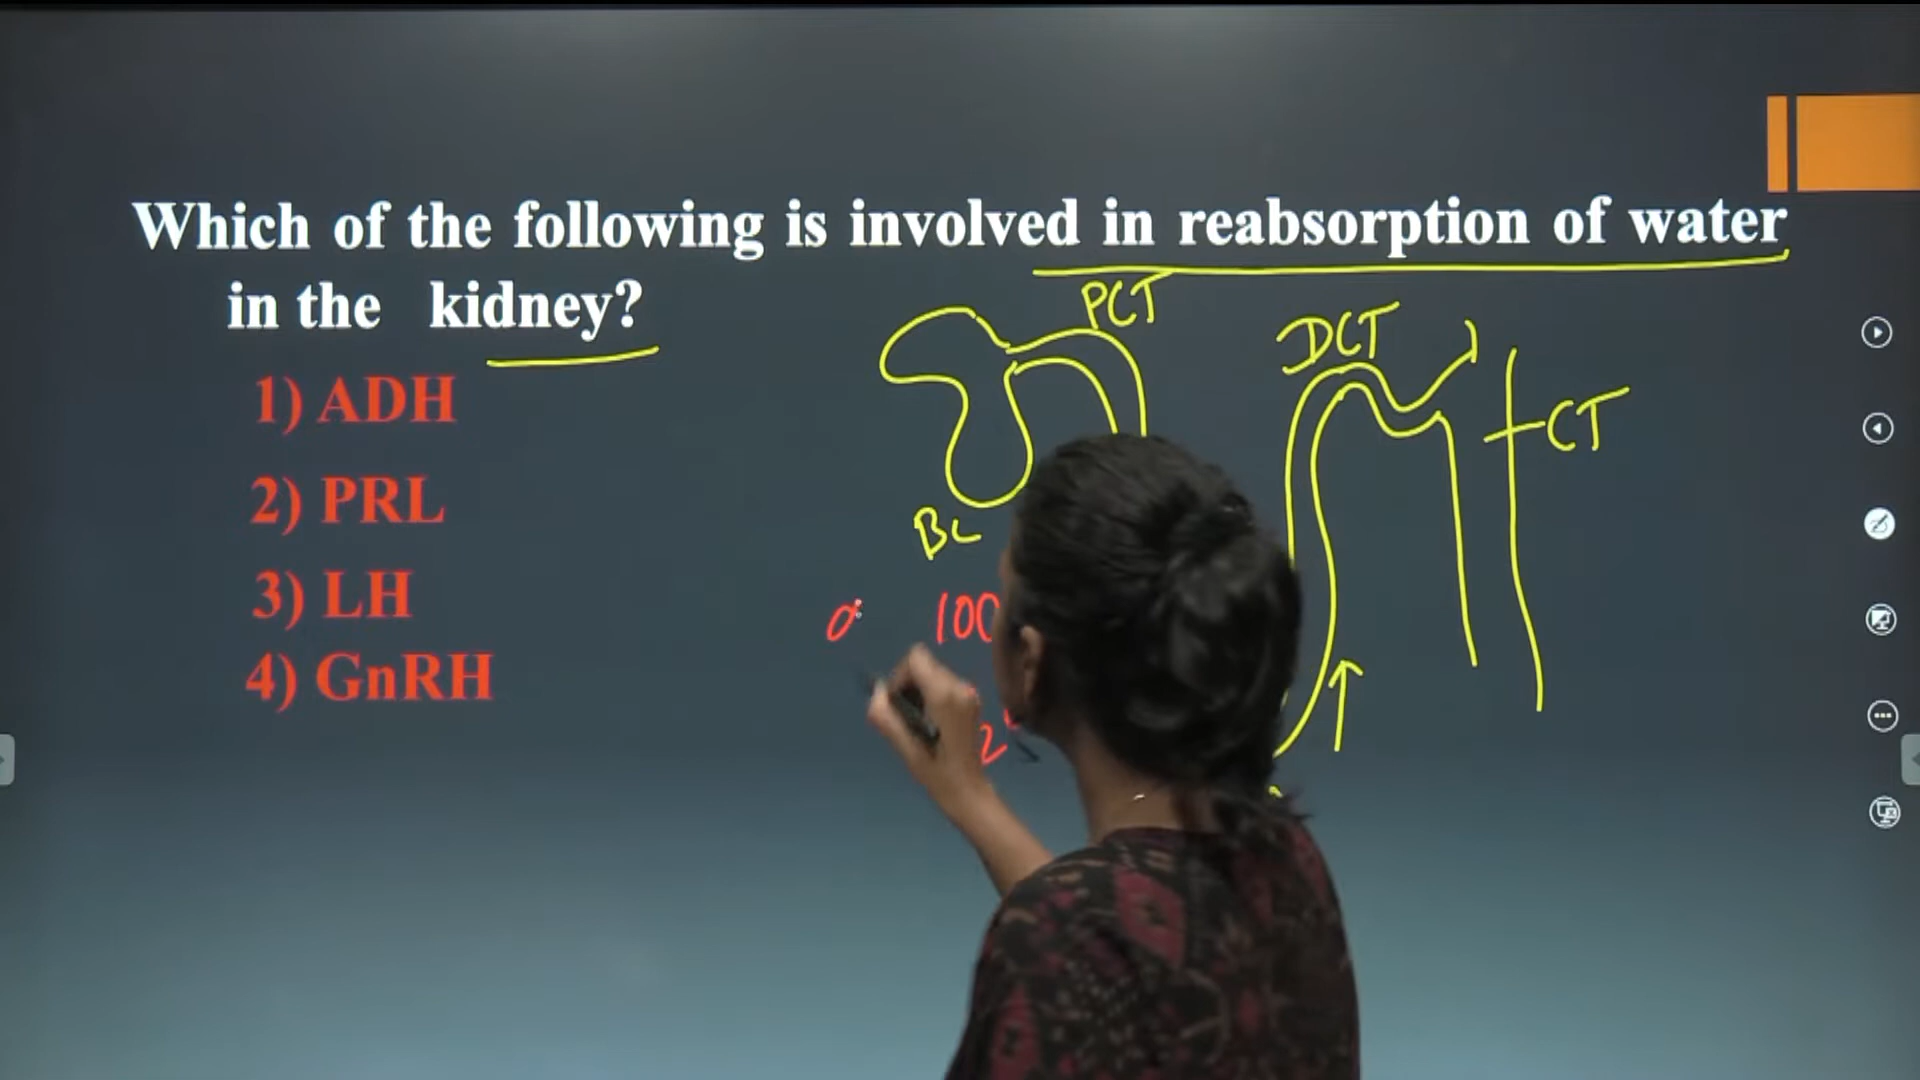 Which of the following is involved in reabsorption of water
in the kidney?
1) ADH
2) PRL
3) LH
4) GnRH
PCT
DCT
CT
BC
100
2